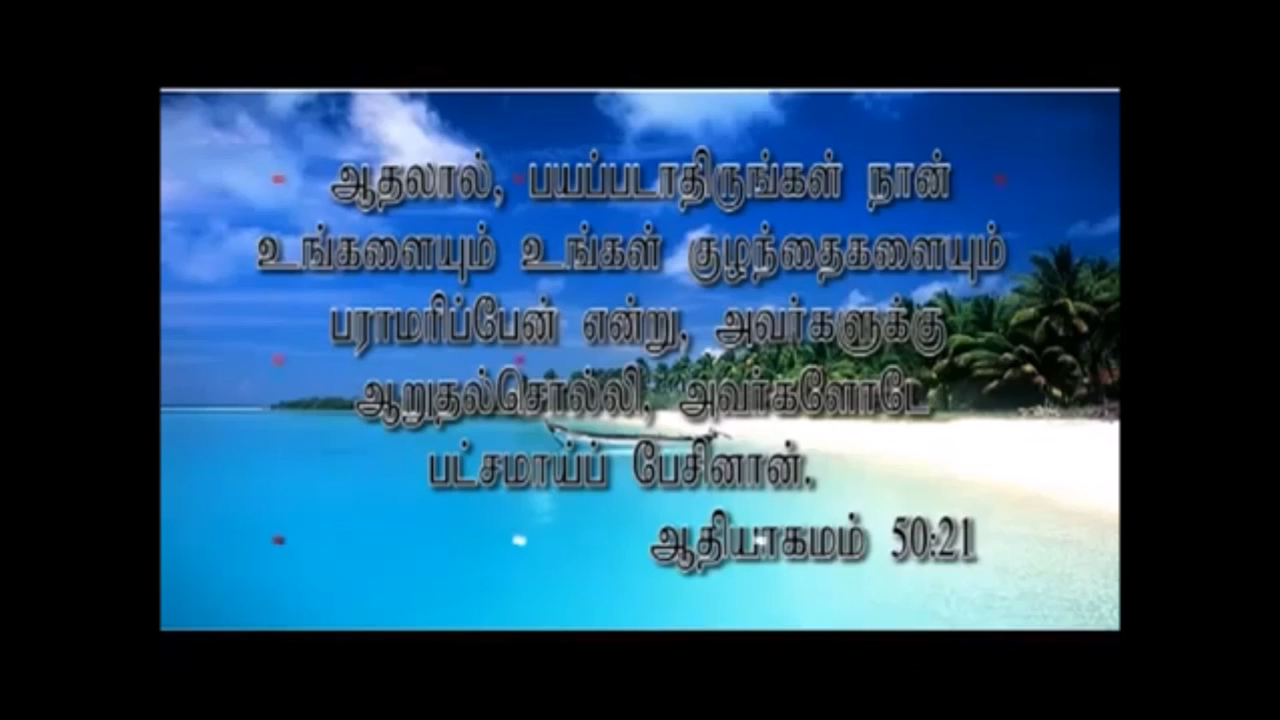 ஆதலால், பயப்படாதிருங்கள் நான்
உங்களையும் உங்கள் குழந்தைகளையும்
பராமரிப்பேன் என்று, அவர்களுக்கு
ஆறுதல்சொல்லி, அவர்களோடே
பட்சமாய்ப் பேசினான்.
ஆதியாகமம் 50:21